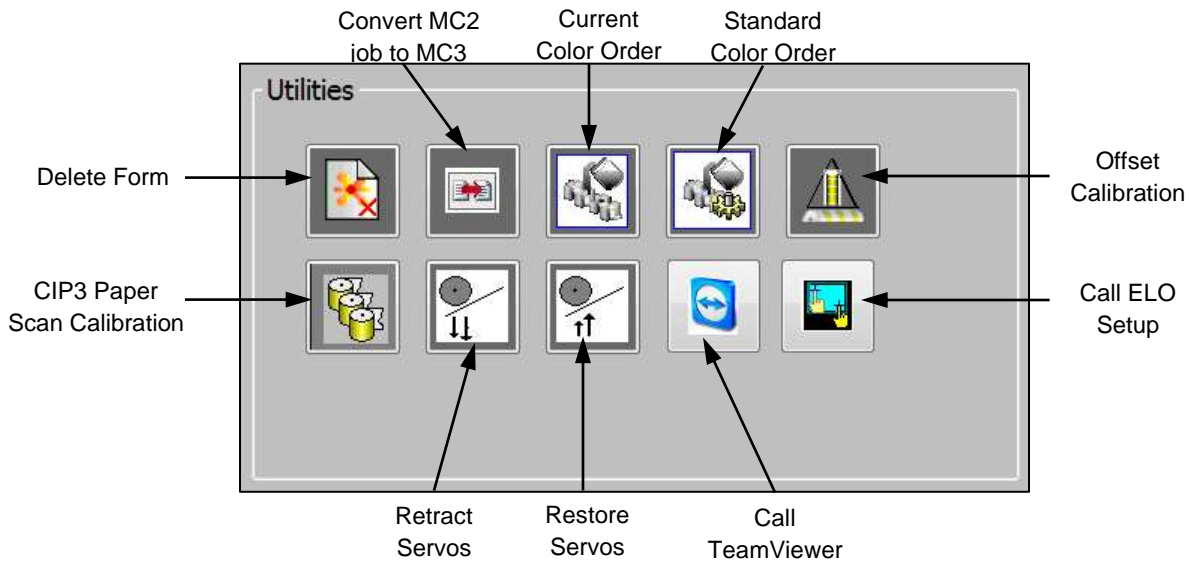 Convert MC2
job to MC3
Current
Color Order
Standard
Color Order
Utilities
Delete Form
Offset
Calibration
CIP3 Paper
Scan Calibration
Call ELO
Setup
Retract
Servos
Restore
Servos
Call
TeamViewer